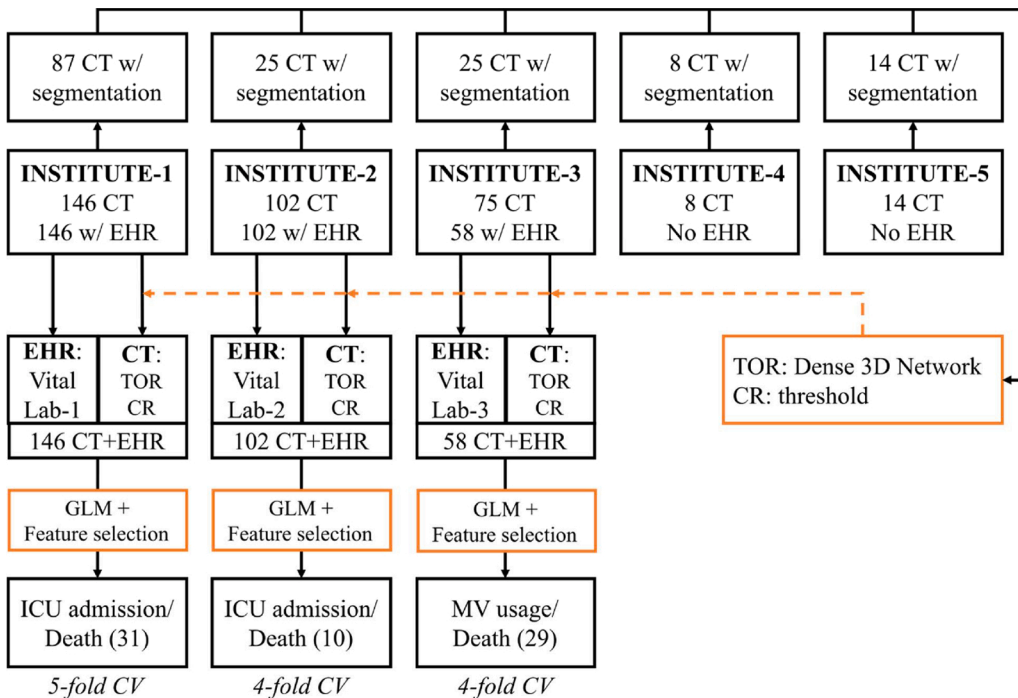 87 CT w/
segmentation
25 CT w/
segmentation
25 CT w/
segmentation
8 CT w/
segmentation
14 CT w/
segmentation
INSTITUTE-1
146 CT
146 w/ EHR
INSTITUTE-2
102 CT
102 w/ EHR
INSTITUTE-3
75 CT
58 w/ EHR
INSTITUTE-4
8 CT
No EHR
INSTITUTE-5
14 CT
No EHR
EHR:
Vital
Lab-1
CT:
TOR
CR
146 CT+EHR
EHR:
Vital
Lab-2
CT:
TOR
CR
102 CT+EHR
EHR:
Vital
Lab-3
CT:
TOR
CR
58 CT+EHR
TOR: Dense 3D Network
CR: threshold
GLM +
Feature selection
GLM +
Feature selection
GLM +
Feature selection
ICU admission/
Death (31)
ICU admission/
Death (10)
MV usage/
Death (29)
5-fold CV
4-fold CV
4-fold CV